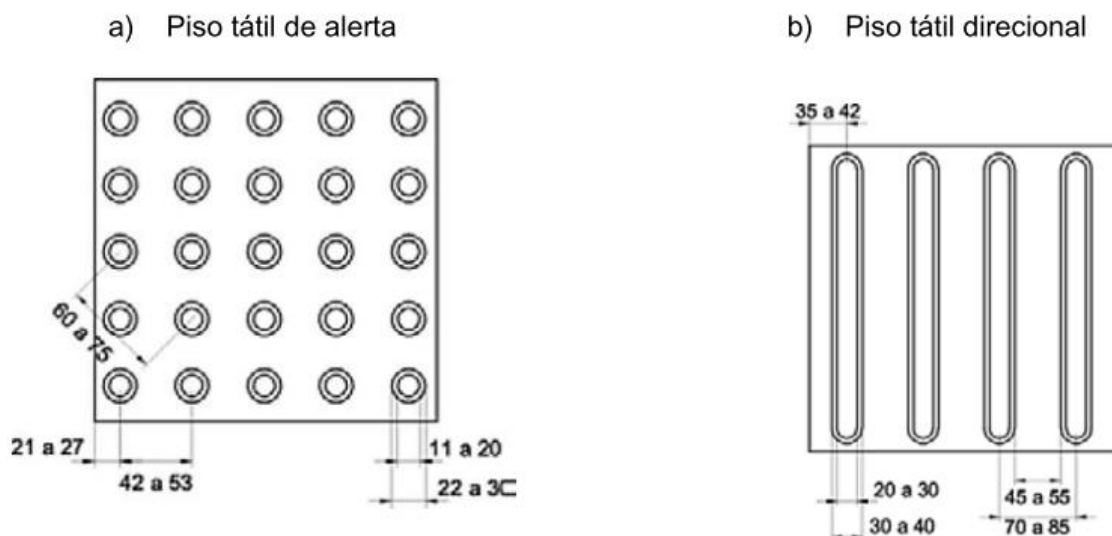 a) Piso tátil de alerta
b) Piso tátil direcional
60 a 75
21 a 27
42 a 53
11 a 20
22 a
35 a 42
20 a 30
30 a 40
45 a 55
70 a 85